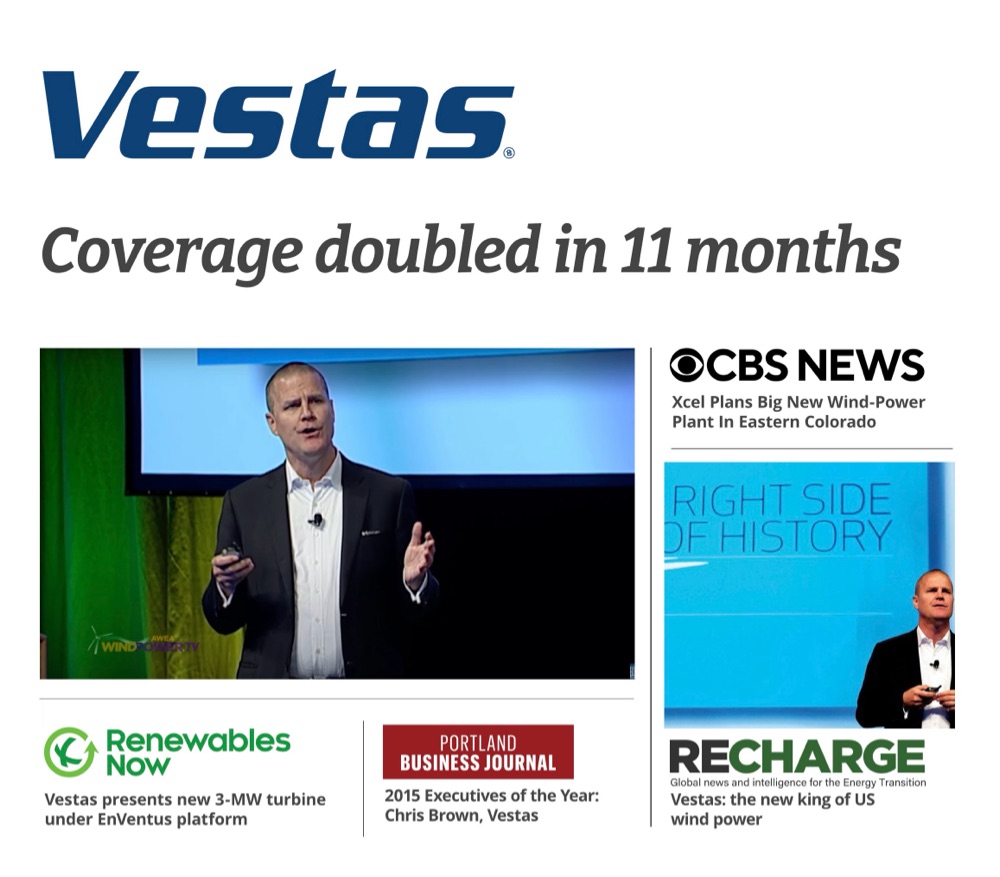 Vestas®
Coverage doubled in 11 months
AWEA
WINDPOWER TV
CBS NEWS
Xcel Plans Big New Wind-Power
Plant In Eastern Colorado
RIGHT SIDE
OF HISTORY
RECHARGE
Global news and intelligence for the Energy Transition
Vestas: the new king of US
wind power
Renewables
Now
Vestas presents new 3-MW turbine
under EnVentus platform
PORTLAND
BUSINESS JOURNAL
2015 Executives of the Year:
Chris Brown, Vestas